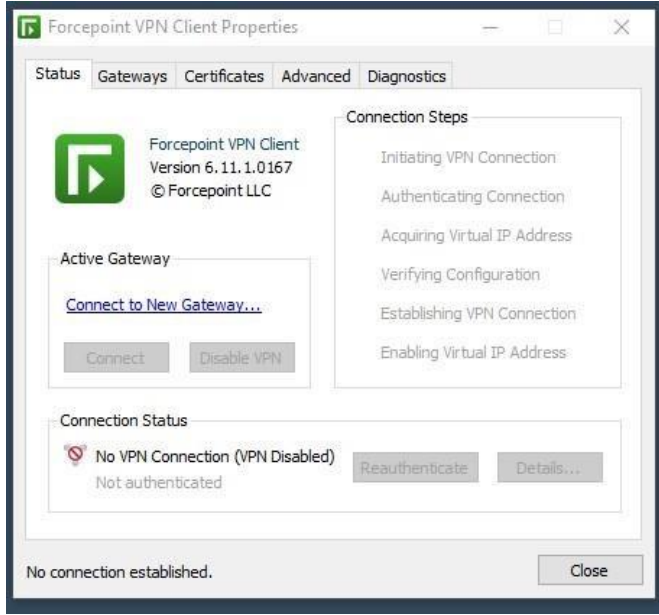 Forcepoint VPN Client Properties
Status Gateways Certificates Advanced Diagnostics
Forcepoint VPN Client
Version 6.11.1.0167
© Forcepoint LLC
Active Gateway
Connect to New Gateway...
Connect Disable VPN
Connection Steps
Initiating VPN Connection
Authenticating Connection
Acquiring Virtual IP Address
Verifying Configuration
Establishing VPN Connection
Enabling Virtual IP Address
Connection Status
No VPN Connection (VPN Disabled)
Not authenticated
Reauthenticate Details...
No connection established.
Close